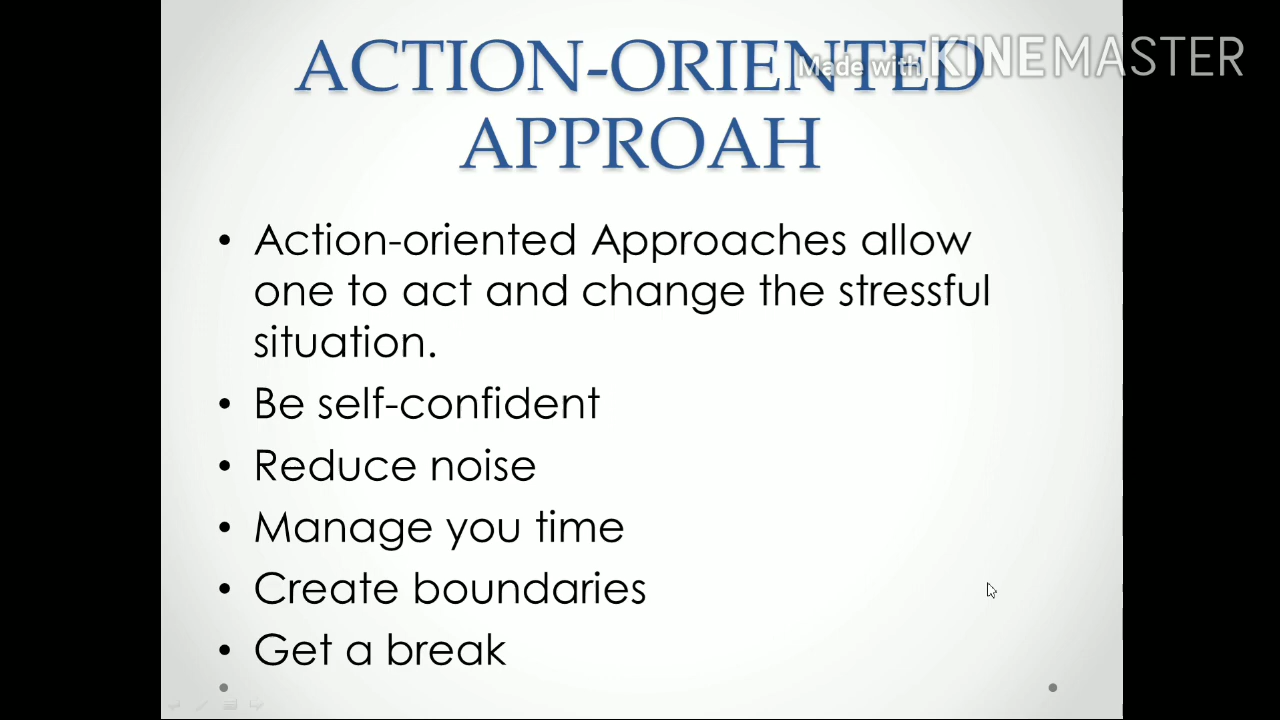 ACTION-ORIENTED
APPROAH
Made with KINEMASTER
• Action-oriented Approaches allow
one to act and change the stressful
situation.
• Be self-confident
• Reduce noise
• Manage you time
• Create boundaries
• Get a break